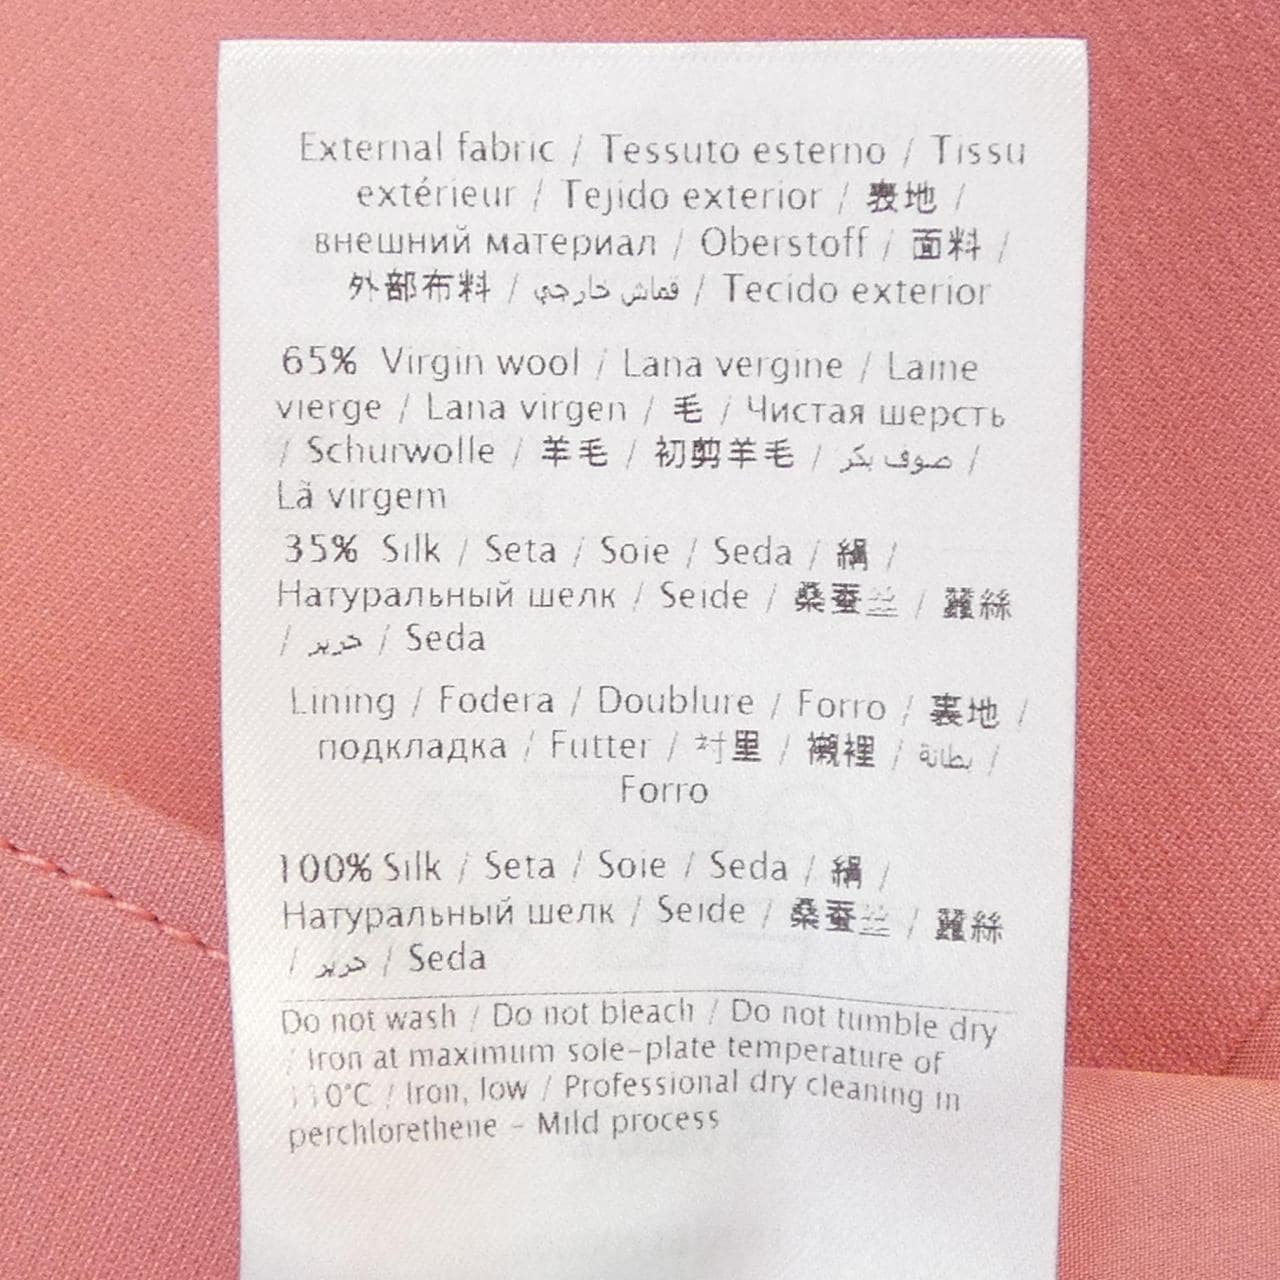 External fabric / Tessuto esterno / Tissu
extérieur / Tejido exterior / 表地 /
внешний материал / Oberstoff / 面料 /
外部布料 / قماش خارجي / Tecido exterior
65% Virgin wool / Lana vergine / Laine
vierge / Lana virgen / 毛 / Чистая шерсть
/ Schurwolle / 羊毛 / 初剪羊毛 / صوف بكر /
Lã virgem
35% Silk / Seta / Soie / Seda / 絹 /
Натуральный шелк / Seide / 桑蚕丝 / 蠶絲
/ حرير / Seda
Lining / Fodera / Doublure / Forro / 裏地 /
подкладка / Futter / 衬里 / 襯裡 / بطانة /
Forro
100% Silk / Seta / Soie / Seda / 絹 /
Натуральный шелк / Seide / 桑蚕丝 / 蠶絲
/ حرير / Seda
Do not wash / Do not bleach / Do not tumble dry
/ Iron at maximum sole-plate temperature of
110°C / Iron, low / Professional dry cleaning in
perchlorethene - Mild process